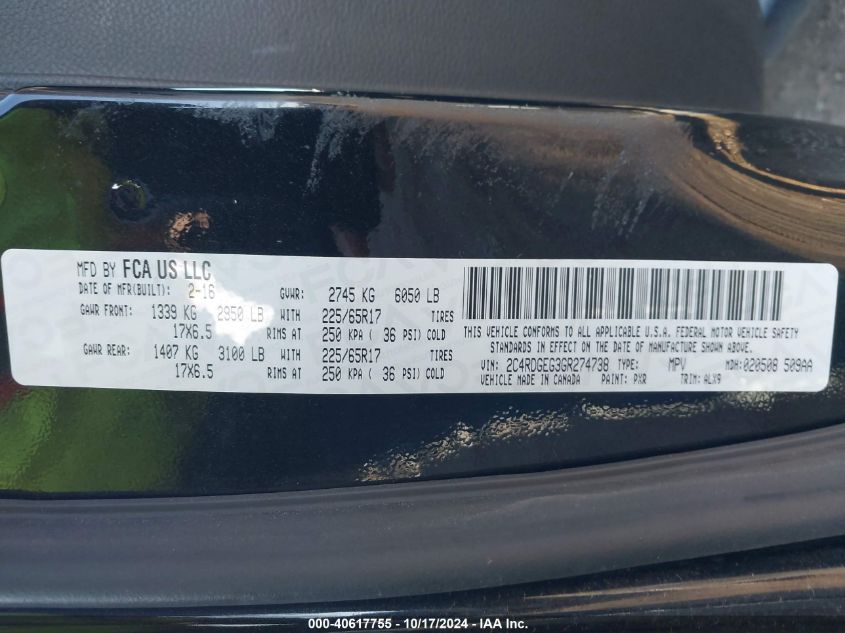 MFD BY FCA US LLC
DATE OF MFR(BUILT): 2-16 GVWR: 2745 KG 6050 LB
GAWR FRONT: 1339 KG 2950 LB WITH 225/65R17 TIRES
17X6.5 RIMS AT 250 KPA ( 36 PSI) COLD
GAWR REAR: 1407 KG 3100 LB WITH 225/65R17 TIRES
17X6.5 RIMS AT 250 KPA ( 36 PSI) COLD
THIS VEHICLE CONFORMS TO ALL APPLICABLE U.S.A. FEDERAL MOTOR VEHICLE SAFETY
STANDARDS IN EFFECT ON THE DATE OF MANUFACTURE SHOWN ABOVE.
VIN: 2C4RDGEG3GR274738 TYPE: MPV MDH: 020508 509AA
VEHICLE MADE IN CANADA PAINT: PXR TRIM: ALX9
000-40617755 - 10/17/2024 - IAA Inc.